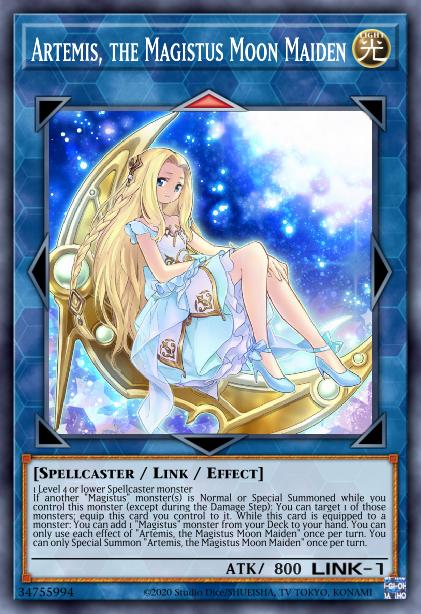 Artemis, the Magistus Moon Maiden
LIGHT
光
[Spellcaster / Link / Effect]
1 Level 4 or lower Spellcaster monster
If another "Magistus" monster(s) is Normal or Special Summoned while you
control this monster (except during the Damage Step): You can target 1 of those
monsters; equip this card you control to it. While this card is equipped to a
monster: You can add 1 "Magistus" monster from your Deck to your hand. You can
only use each effect of "Artemis, the Magistus Moon Maiden" once per turn. You
can only Special Summon "Artemis, the Magistus Moon Maiden" once per turn.
ATK/ 800 LINK-1
34755994
©2020 Studio Dice/SHUEISHA, TV TOKYO, KONAMI